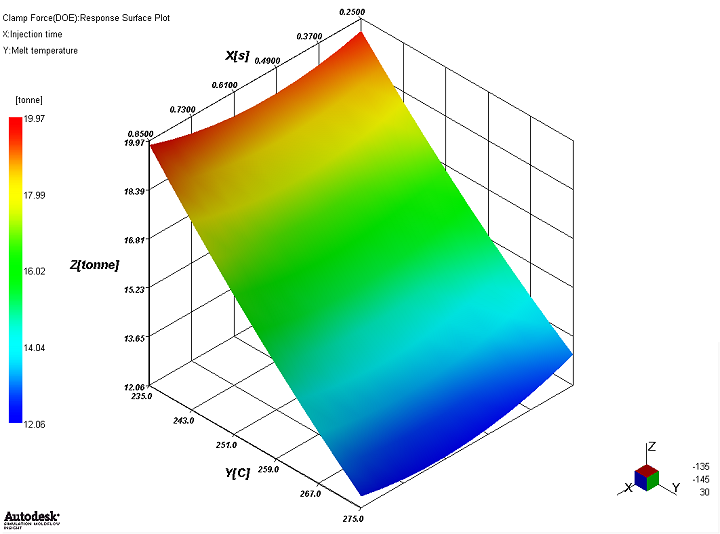 Clamp Force(DOE):Response Surface Plot
X:Injection time
Y:Melt temperature
[tonne]
19.97
17.99
16.02
14.04
12.06
X[s]
0.2500
0.3700
0.4900
0.6100
0.7300
0.8500
Z[tonne]
19.97
18.39
16.81
15.23
13.65
12.06
Y[C]
235.0
243.0
251.0
259.0
267.0
275.0
Z
X
Y
-135
-145
30
Autodesk
SIMULATION MOLDFLOW
INSIGHT